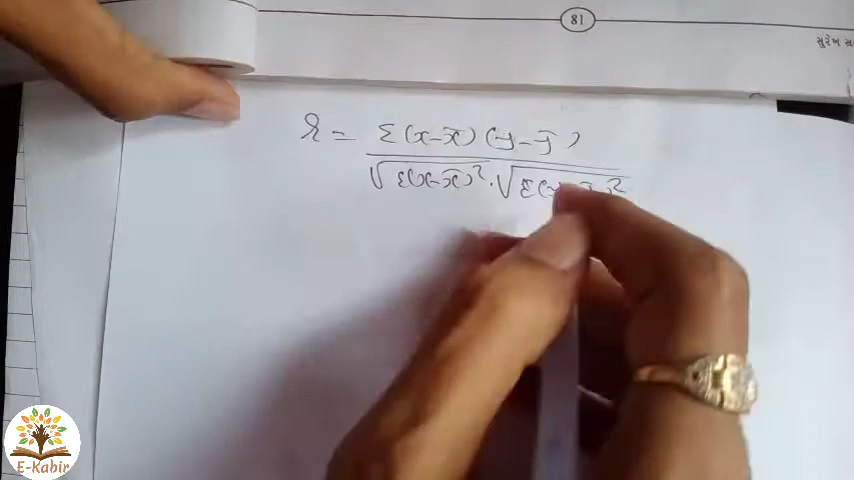 81
સુરેખ
r = Σ(x-x̄)(y-ȳ)
√Σ(x-x̄)² · √Σ(y-ȳ)²
E-Kabir